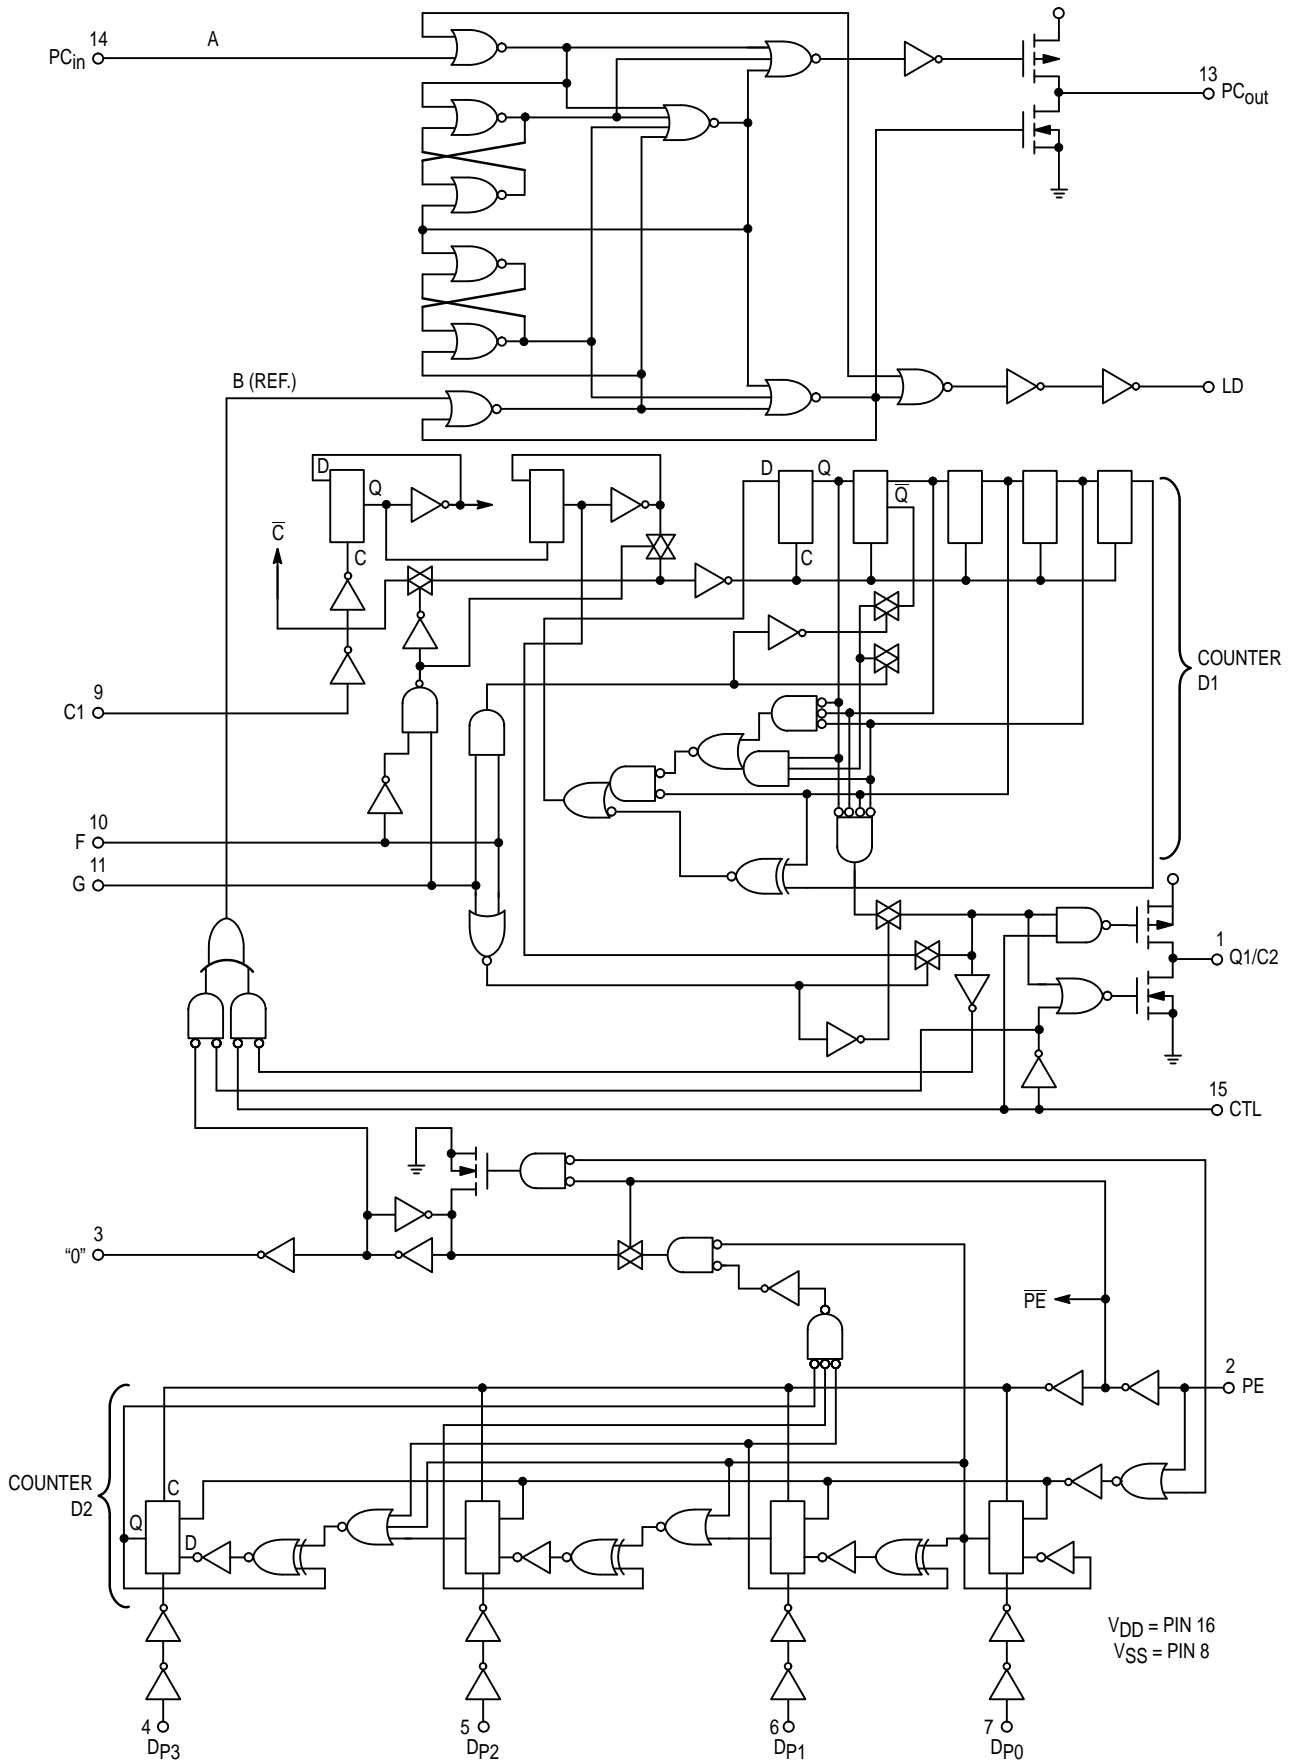 14
PCin
A
13
PCout
B (REF.)
LD
D
Q
C
C̅
D
Q
Q̅
C
COUNTER
D1
9
C1
10
F
11
G
1
Q1/C2
15
CTL
3
“0”
P̅E̅
2
PE
COUNTER
D2
C
Q
D
VDD = PIN 16
VSS = PIN 8
4
DP3
5
DP2
6
DP1
7
DP0